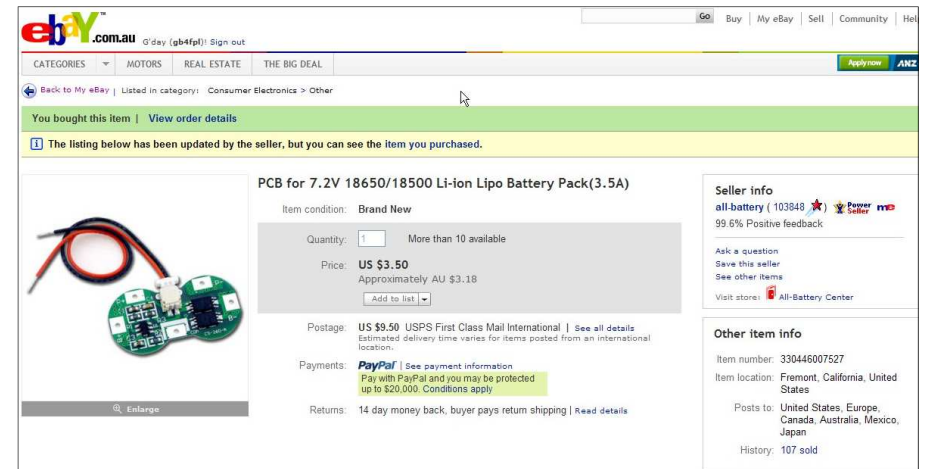 ebY™.com.au
G'day (gb4fpl)! Sign out
Go
Buy | My eBay | Sell | Community | Hel
CATEGORIES MOTORS REAL ESTATE THE BIG DEAL
Apply now ANZ
Back to My eBay | Listed in category: Consumer Electronics > Other
You bought this item | View order details
The listing below has been updated by the seller, but you can see the item you purchased.
PCB for 7.2V 18650/18500 Li-ion Lipo Battery Pack(3.5A)
Item condition: Brand New
Quantity: 1 More than 10 available
Price: US $3.50
Approximately AU $3.18
Add to list
Postage: US $9.50 USPS First Class Mail International | See all details
Estimated delivery time varies for items posted from an international
location.
Payments: PayPal | See payment information
Pay with PayPal and you may be protected
up to $20,000. Conditions apply
Returns: 14 day money back, buyer pays return shipping | Read details
Enlarge
Seller info
all-battery ( 103848 ) Power Seller me
99.6% Positive feedback
Ask a question
Save this seller
See other items
Visit store: All-Battery Center
Other item info
Item number: 330446007527
Item location: Fremont, California, United
States
Posts to: United States, Europe,
Canada, Australia, Mexico,
Japan
History: 107 sold